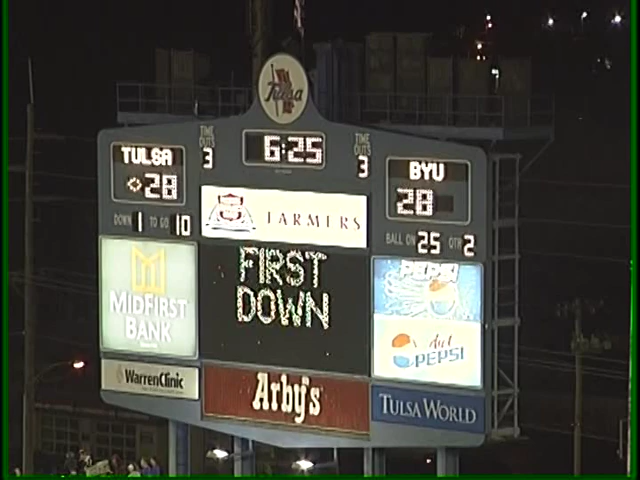 Tulsa
TIME OUTS 3
6:25
TIME OUTS 3
TULSA
28
BYU
28
DOWN 1 TO GO 10
FARMERS
BALL ON 25 QTR 2
FIRST
DOWN
MIDFIRST
BANK
PEPSI
diet
PEPSI
WarrenClinic
Arby's
TULSA WORLD